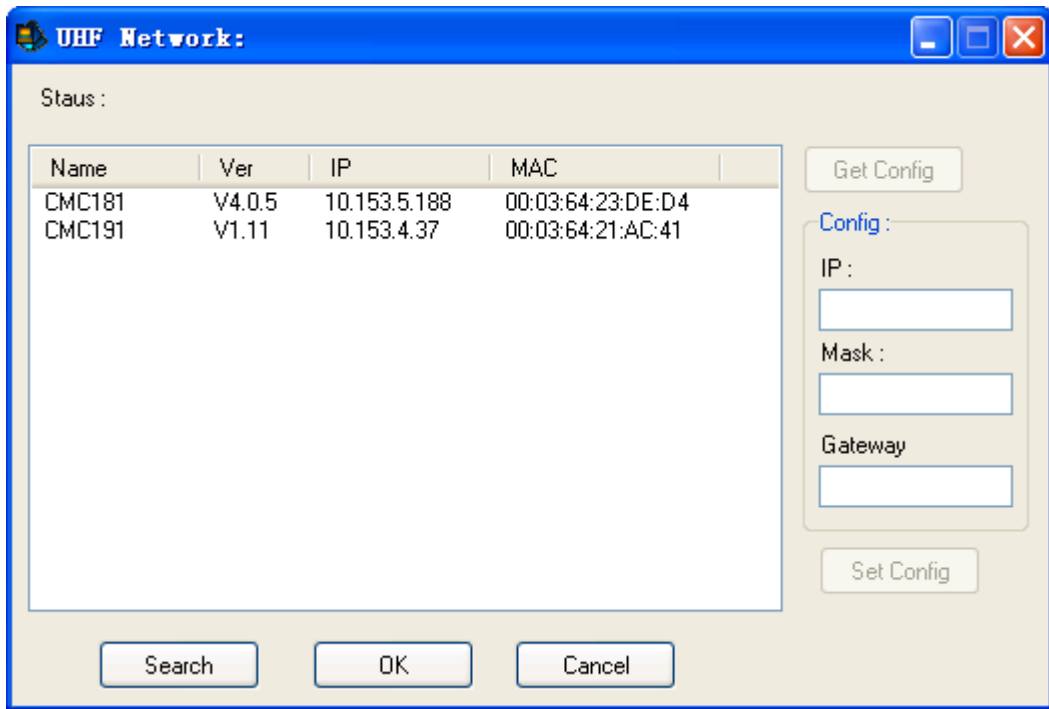 UHF Network:
Staus :
Name Ver IP MAC
CMC181 V4.0.5 10.153.5.188 00:03:64:23:DE:D4
CMC191 V1.11 10.153.4.37 00:03:64:21:AC:41
Get Config
Config :
IP :
Mask :
Gateway
Set Config
Search OK Cancel